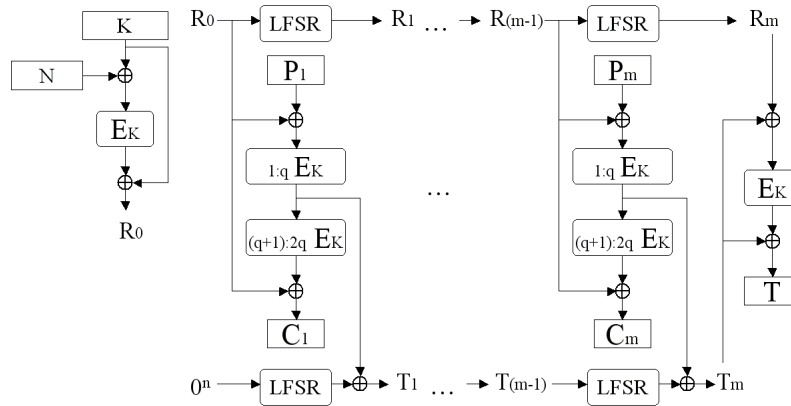 K
N
E_K
R_0
R_0 LFSR R_1 ... R_(m-1) LFSR R_m
P_1 P_m
1:q E_K 1:q E_K
... E_K
(q+1):2q E_K (q+1):2q E_K
C_1 C_m T
0^n LFSR T_1 ... T_(m-1) LFSR T_m